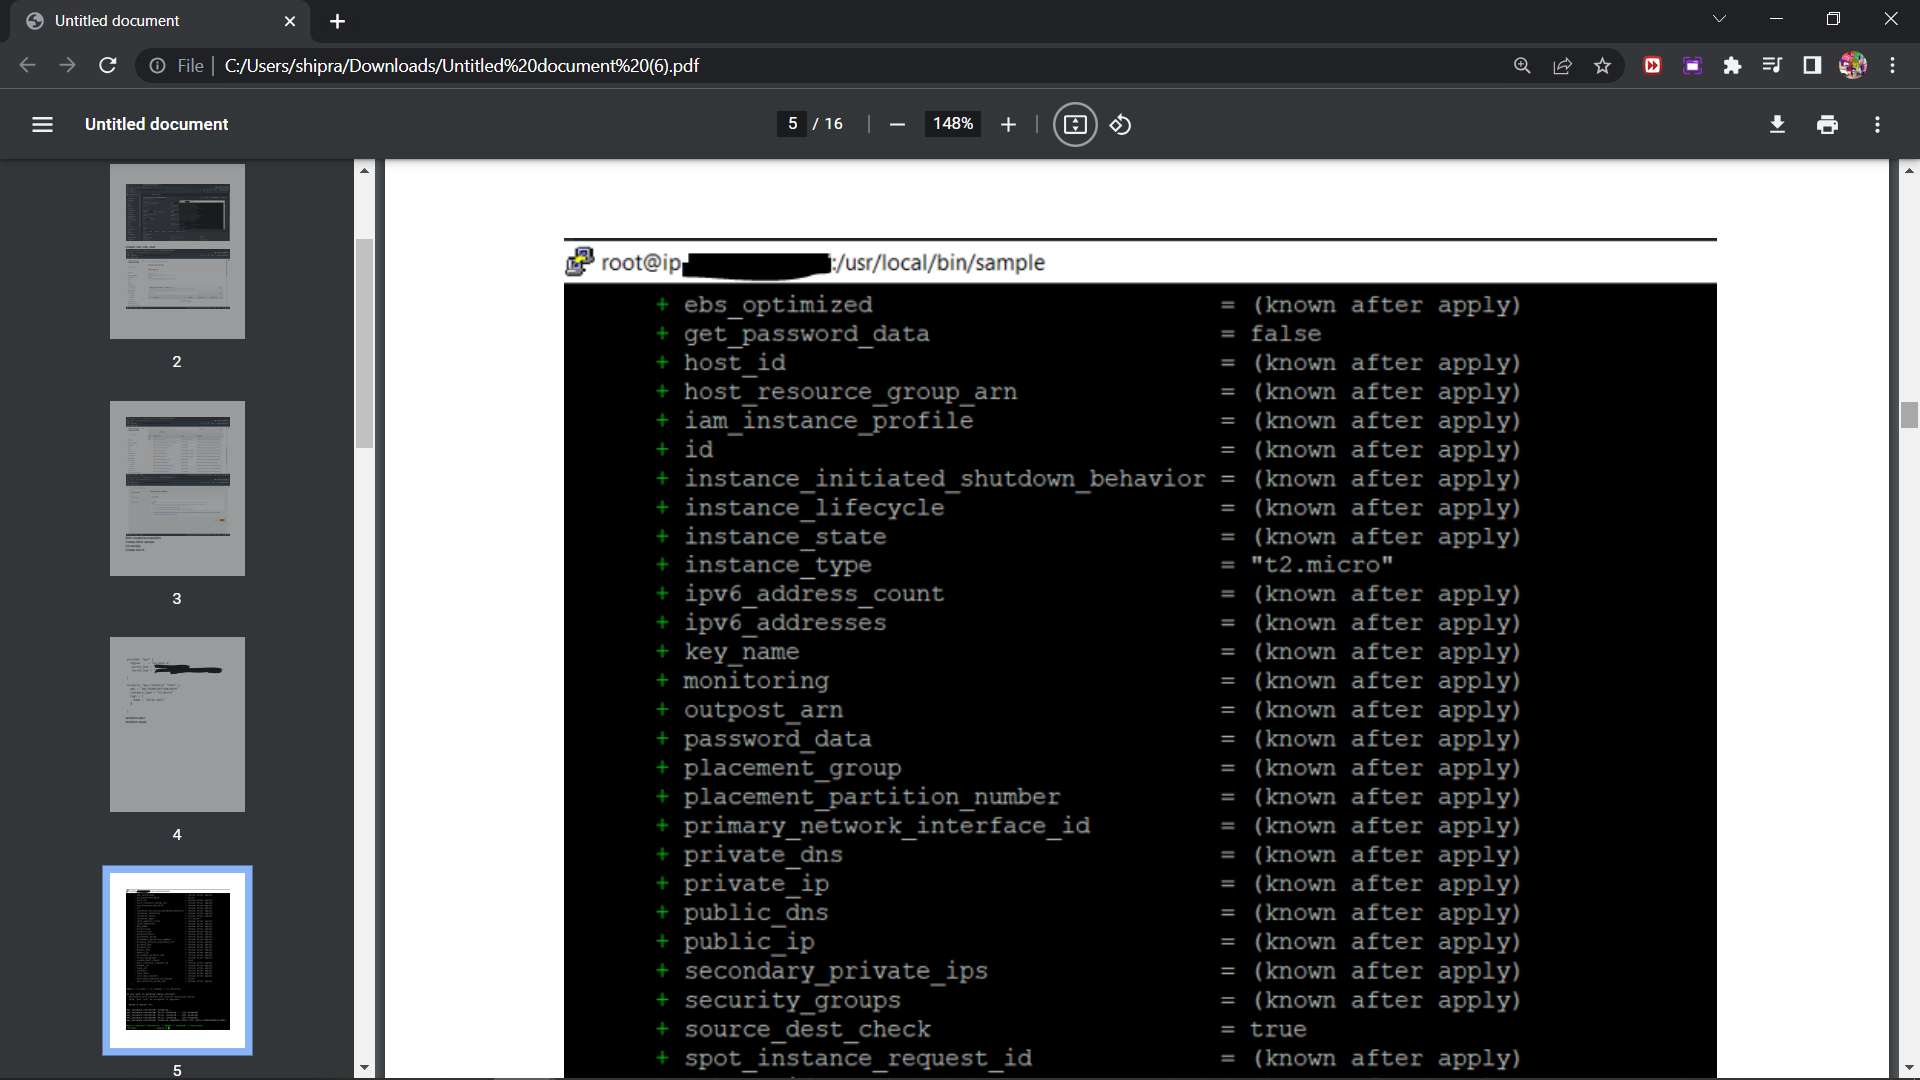 Untitled document
File
C:/Users/shipra/Downloads/Untitled%20document%20(6).pdf
Untitled document
5 / 16
148%
2
3
4
5
root@ip
:/usr/local/bin/sample
+ ebs_optimized = (known after apply)
+ get_password_data = false
+ host_id = (known after apply)
+ host_resource_group_arn = (known after apply)
+ iam_instance_profile = (known after apply)
+ id = (known after apply)
+ instance_initiated_shutdown_behavior = (known after apply)
+ instance_lifecycle = (known after apply)
+ instance_state = (known after apply)
+ instance_type = "t2.micro"
+ ipv6_address_count = (known after apply)
+ ipv6_addresses = (known after apply)
+ key_name = (known after apply)
+ monitoring = (known after apply)
+ outpost_arn = (known after apply)
+ password_data = (known after apply)
+ placement_group = (known after apply)
+ placement_partition_number = (known after apply)
+ primary_network_interface_id = (known after apply)
+ private_dns = (known after apply)
+ private_ip = (known after apply)
+ public_dns = (known after apply)
+ public_ip = (known after apply)
+ secondary_private_ips = (known after apply)
+ security_groups = (known after apply)
+ source_dest_check = true
+ spot_instance_request_id = (known after apply)